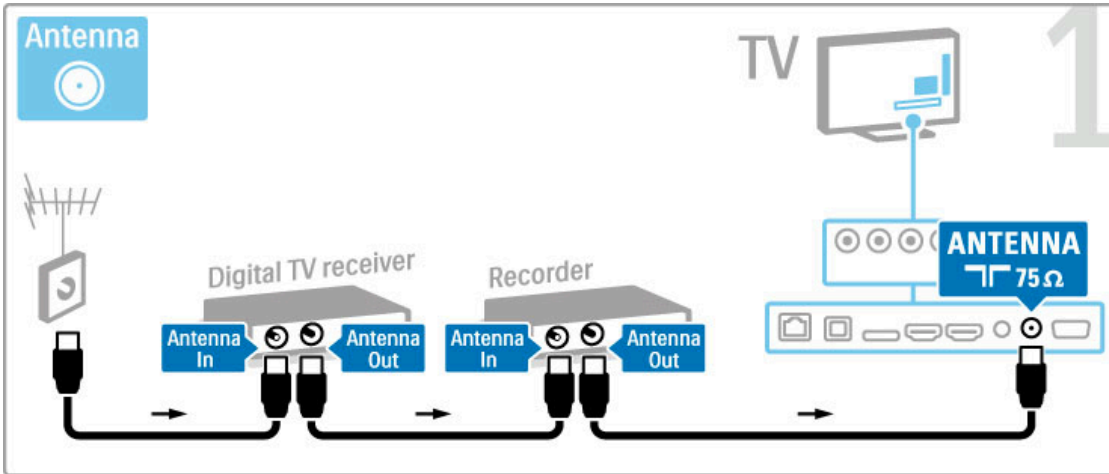 Antenna
TV
1
ANTENNA
75 Ω
Digital TV receiver
Recorder
Antenna
In
Antenna
Out
Antenna
In
Antenna
Out